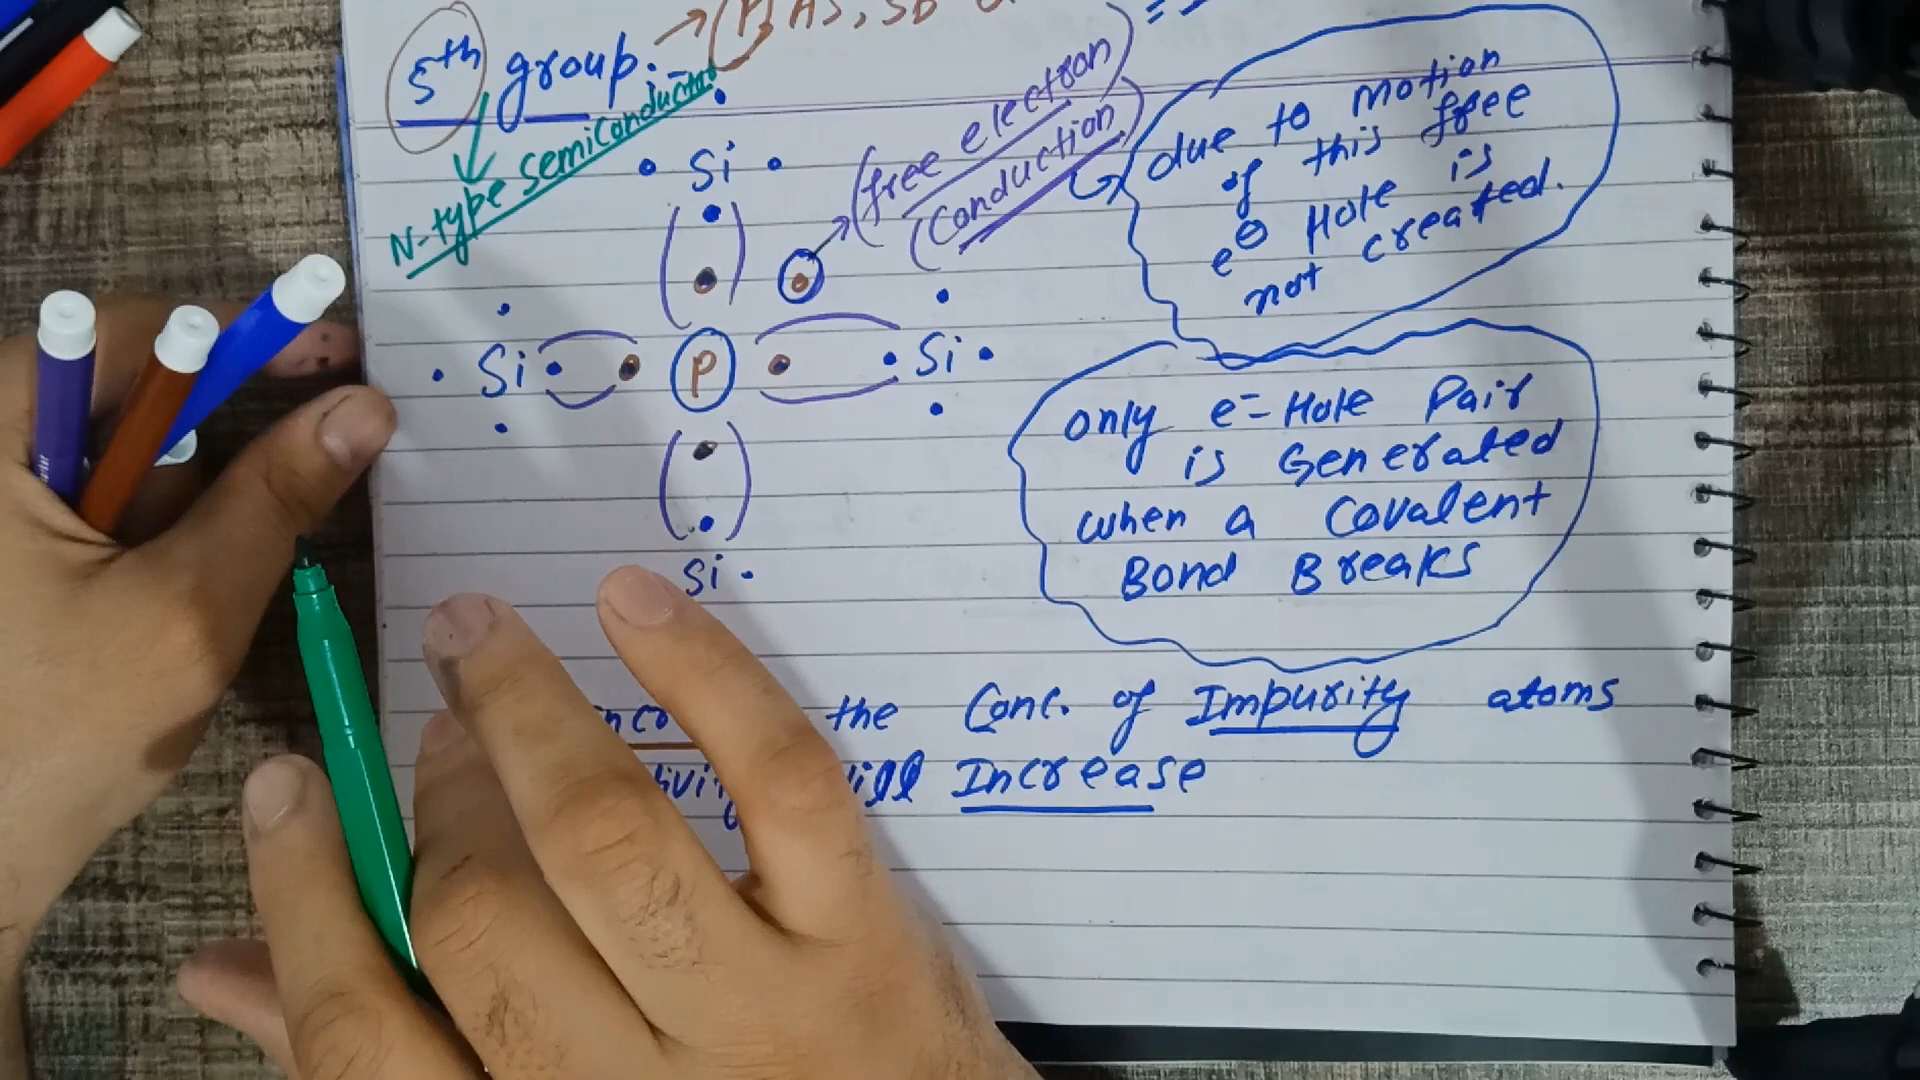 5th group. → (P) As, Sb
N-type Semiconductor
(free electron)
(Conduction)
due to motion
of this free
e⊖ Hole is
not created.
Si
Si P Si
Si
only e- Hole Pair
is Generated
when a Covalent
Bond Breaks
the Conc. of Impurity atoms
Will Increase